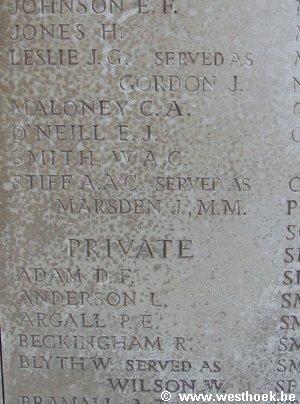 JOHNSON E. F.
JONES H.
LESLIE J. G. SERVED AS
GORDON J.
MALONEY C. A.
O'NEILL E. J.
SMITH W. A. C.
STIFF A. A. C. SERVED AS
MARSDEN J., M.M.
PRIVATE
ADAM D. F.
ANDERSON L.
ARGALL P. E.
BECKINGHAM R.
BLYTH W. SERVED AS
WILSON W.
© www.westhoek.be